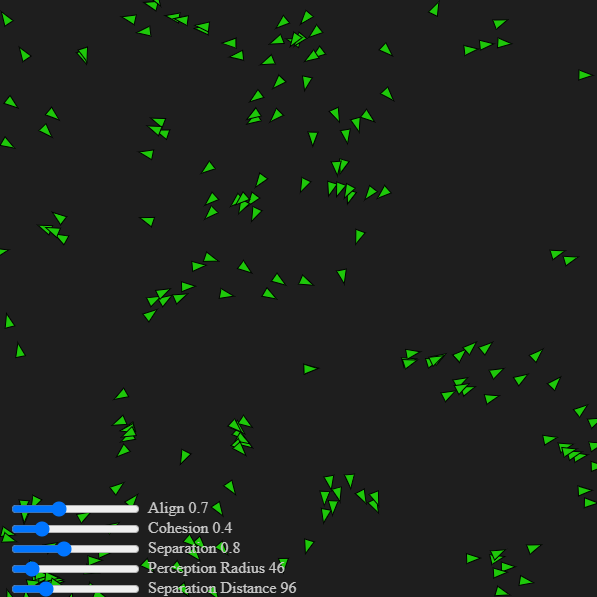 Align 0.7
Cohesion 0.4
Separation 0.8
Perception Radius 46
Separation Distance 96